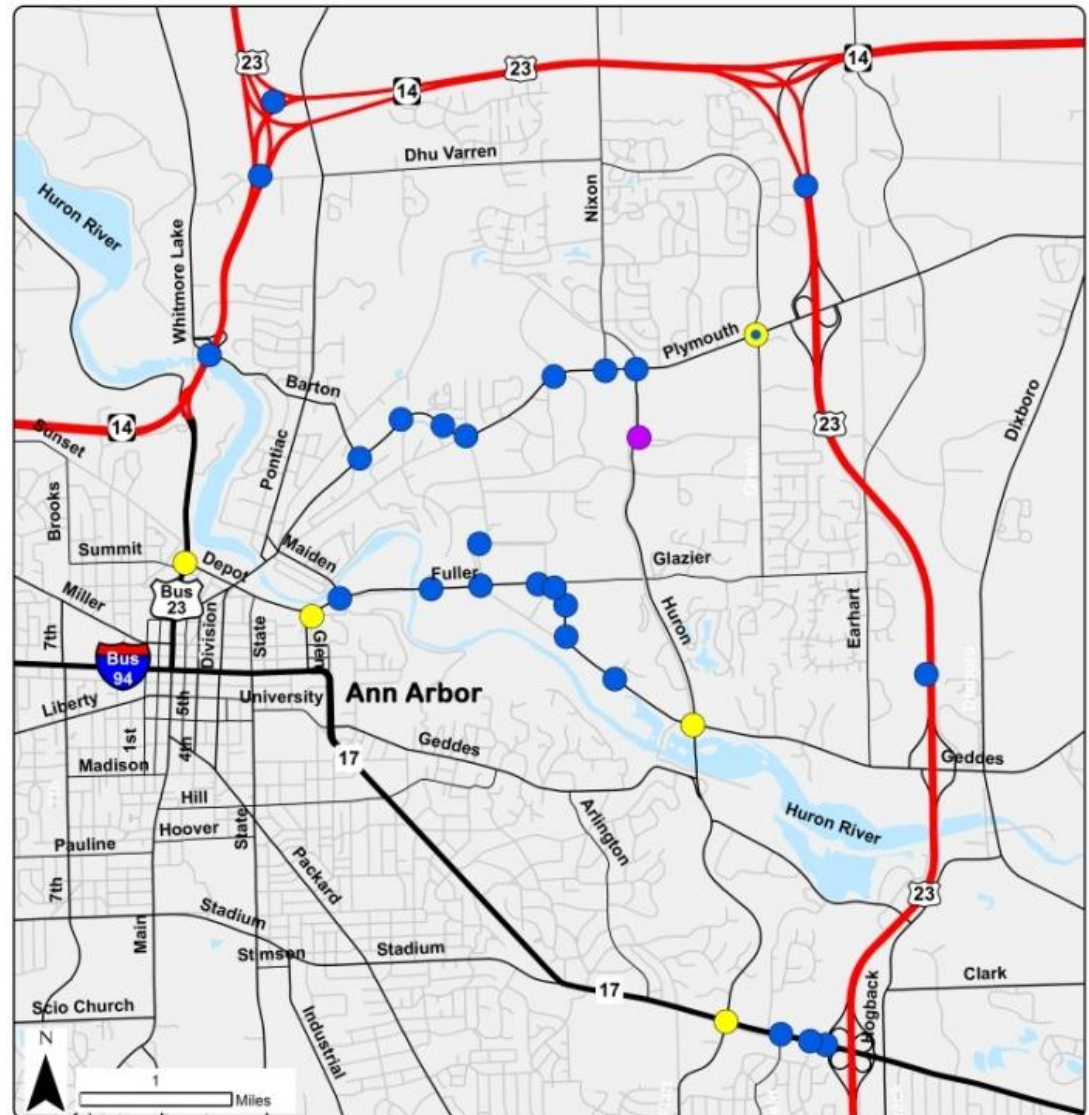 23
14
23
14
Dhu Varren
Huron River
Nixon
Whitmore Lake
Plymouth
Barton
14
23
Dixboro
Sunset
Pontiac
Green
Brooks
Summit
Depot
Maiden
Fuller
Glazier
Miller
Bus
23
Division
State
Glen
Huron
Earhart
7th
Bus
94
Liberty
University
Ann Arbor
Dixboro
1st
5th
4th
17
Geddes
Geddes
Madison
Hill
Hoover
State
Arlington
Huron River
Pauline
7th
Packard
23
Stadium
Main
Stimson
Stadium
17
Hogback
Clark
Scio Church
Industrial
N
1
Miles